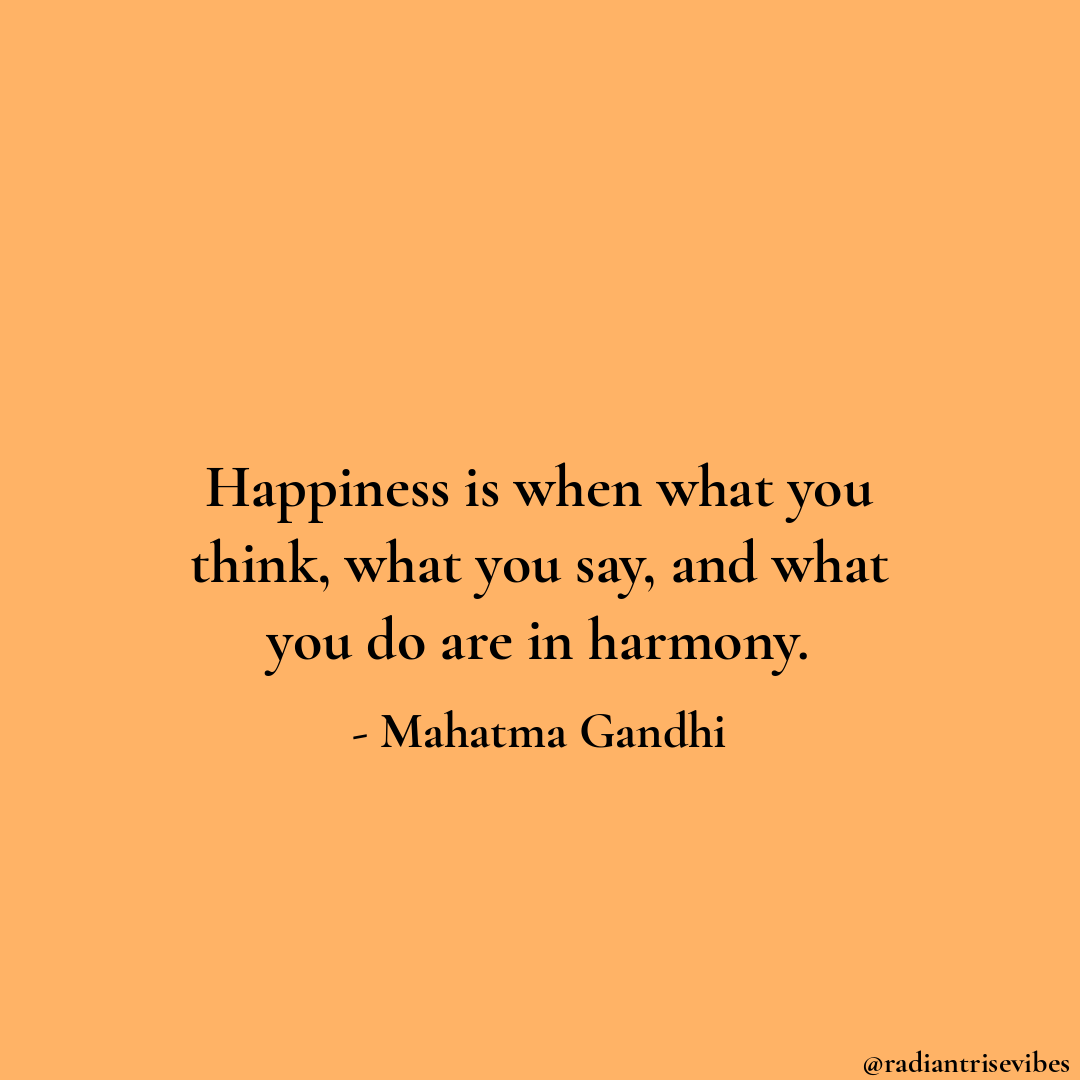 Happiness is when what you
think, what you say, and what
you do are in harmony.
- Mahatma Gandhi
@radiantrisevibes